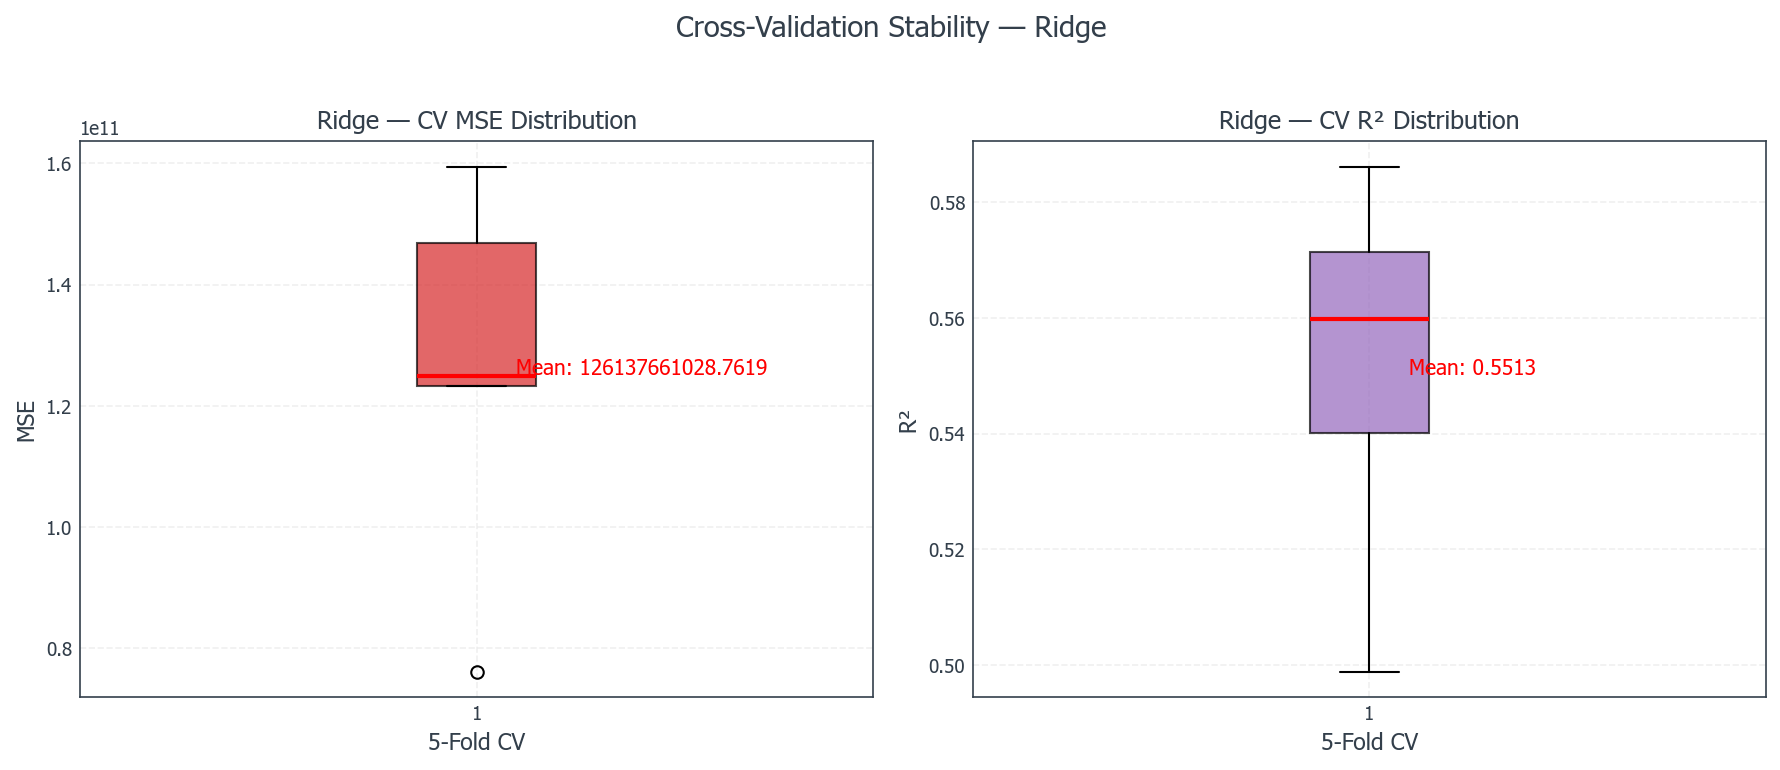 Cross-Validation Stability — Ridge
Ridge — CV MSE Distribution
1e11
1.6
1.4
1.2
1.0
0.8
MSE
Mean: 126137661028.7619
1
5-Fold CV
Ridge — CV R² Distribution
0.58
0.56
0.54
0.52
0.50
R²
Mean: 0.5513
1
5-Fold CV